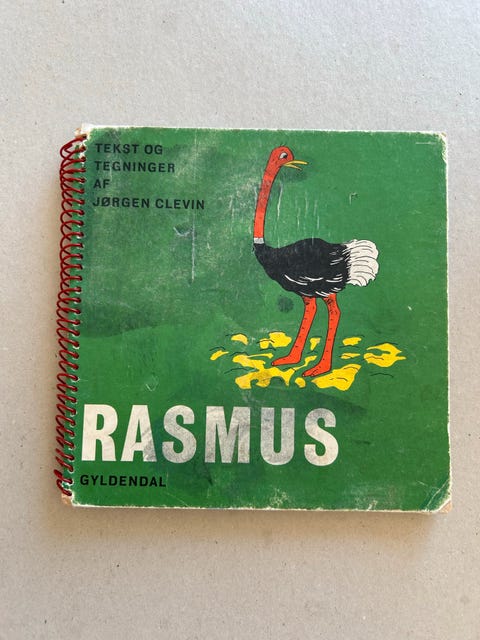 TEKST OG
TEGNINGER
AF
JØRGEN CLEVIN
RASMUS
GYLDENDAL